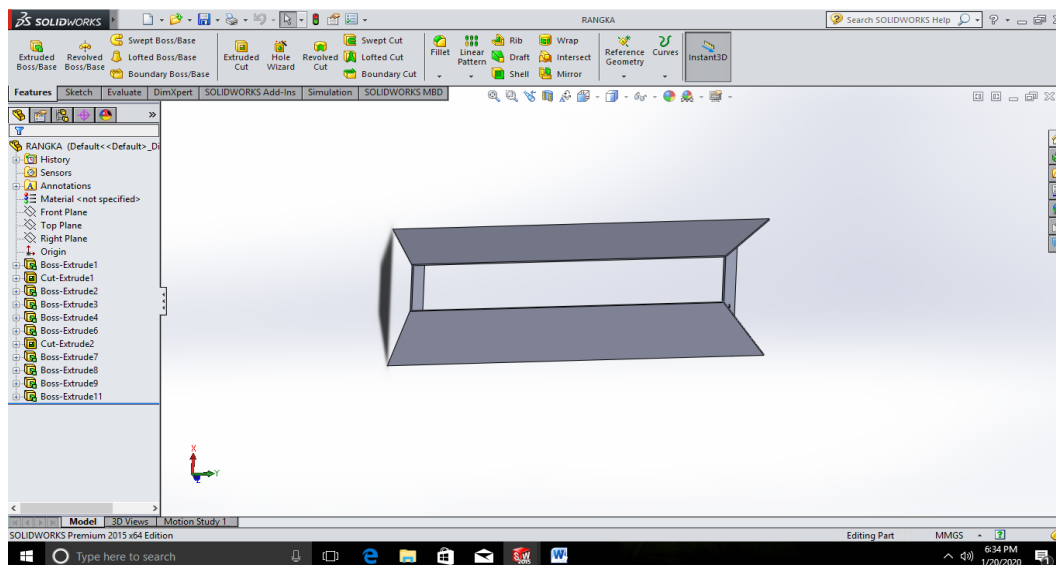 SOLIDWORKS
RANGKA
Search SOLIDWORKS Help
Extruded Boss/Base
Revolved Boss/Base
Swept Boss/Base
Lofted Boss/Base
Boundary Boss/Base
Extruded Cut
Hole Wizard
Revolved Cut
Swept Cut
Lofted Cut
Boundary Cut
Fillet
Linear Pattern
Rib
Draft
Shell
Wrap
Intersect
Mirror
Reference Geometry
Curves
Instant3D
Features
Sketch
Evaluate
DimXpert
SOLIDWORKS Add-Ins
Simulation
SOLIDWORKS MBD
RANGKA (Default<<Default>_Di
History
Sensors
Annotations
Material <not specified>
Front Plane
Top Plane
Right Plane
Origin
Boss-Extrude1
Cut-Extrude1
Boss-Extrude2
Boss-Extrude3
Boss-Extrude4
Boss-Extrude6
Cut-Extrude2
Boss-Extrude7
Boss-Extrude8
Boss-Extrude9
Boss-Extrude11
X
Y
Model
3D Views
Motion Study 1
SOLIDWORKS Premium 2015 x64 Edition
Editing Part
MMGS
Type here to search
6:34 PM
1/20/2020